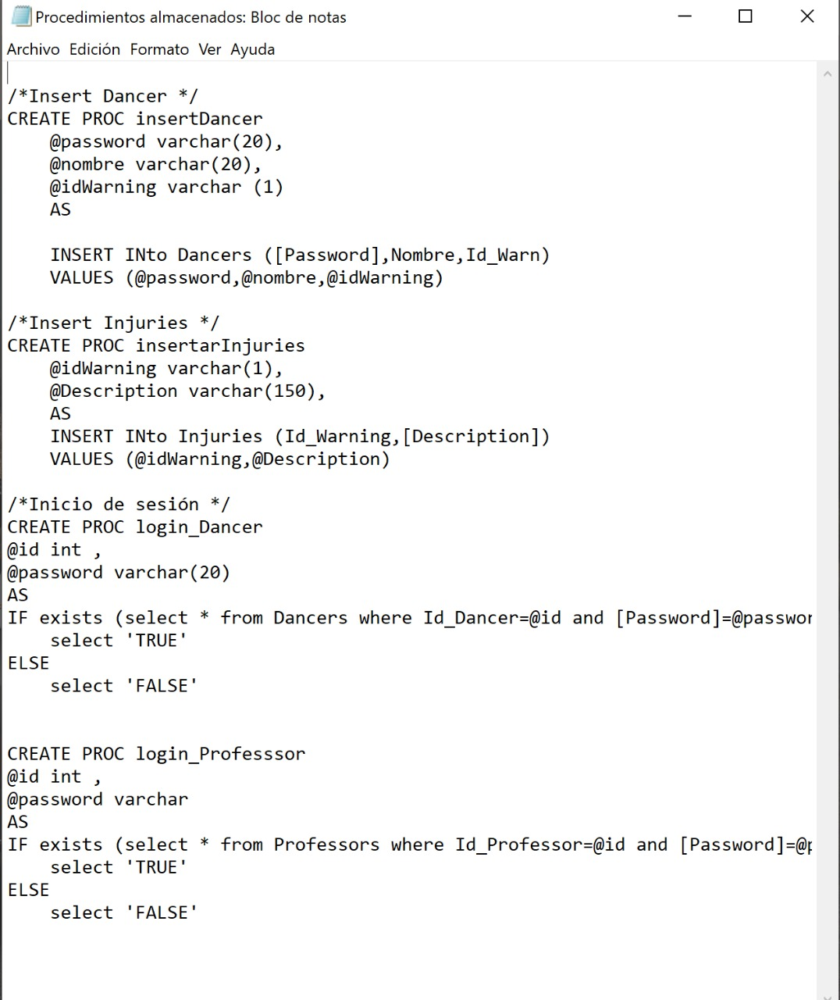 Procedimientos almacenados: Bloc de notas
Archivo Edición Formato Ver Ayuda
/*Insert Dancer */
CREATE PROC insertDancer
    @password varchar(20),
    @nombre varchar(20),
    @idWarning varchar (1)
    AS
    INSERT INto Dancers ([Password],Nombre,Id_Warn)
    VALUES (@password,@nombre,@idWarning)
/*Insert Injuries */
CREATE PROC insertarInjuries
    @idWarning varchar(1),
    @Description varchar(150),
    AS
    INSERT INto Injuries (Id_Warning,[Description])
    VALUES (@idWarning,@Description)
/*Inicio de sesión */
CREATE PROC login_Dancer
@id int ,
@password varchar(20)
AS
IF exists (select * from Dancers where Id_Dancer=@id and [Password]=@passwor
    select 'TRUE'
ELSE
    select 'FALSE'
CREATE PROC login_Professsor
@id int ,
@password varchar
AS
IF exists (select * from Professors where Id_Professor=@id and [Password]=@p
    select 'TRUE'
ELSE
    select 'FALSE'